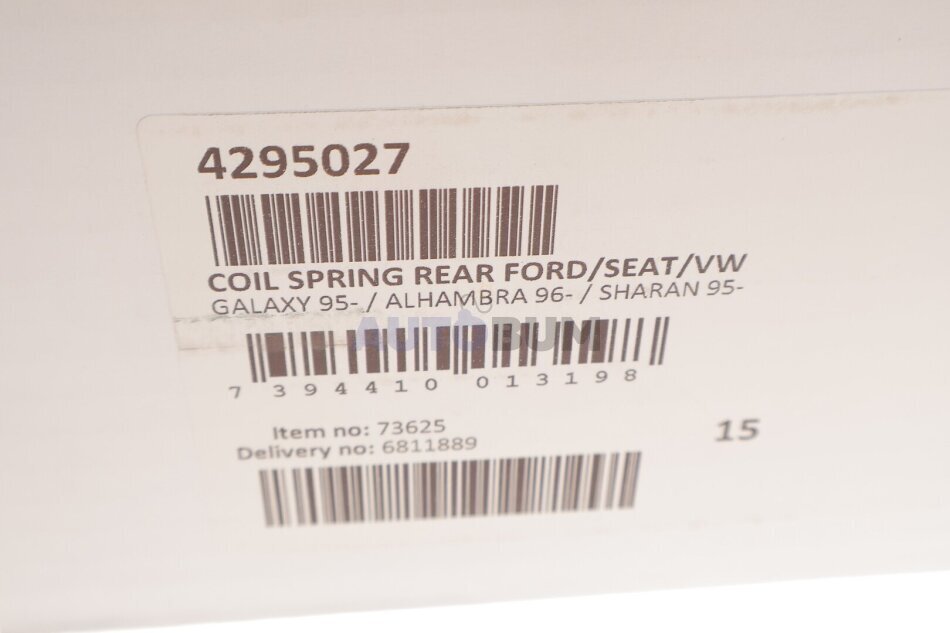 4295027
COIL SPRING REAR FORD/SEAT/VW
GALAXY 95- / ALHAMBRA 96- / SHARAN 95-
AUTOBUM
7 394410 013198
Item no: 73625
Delivery no: 6811889
15